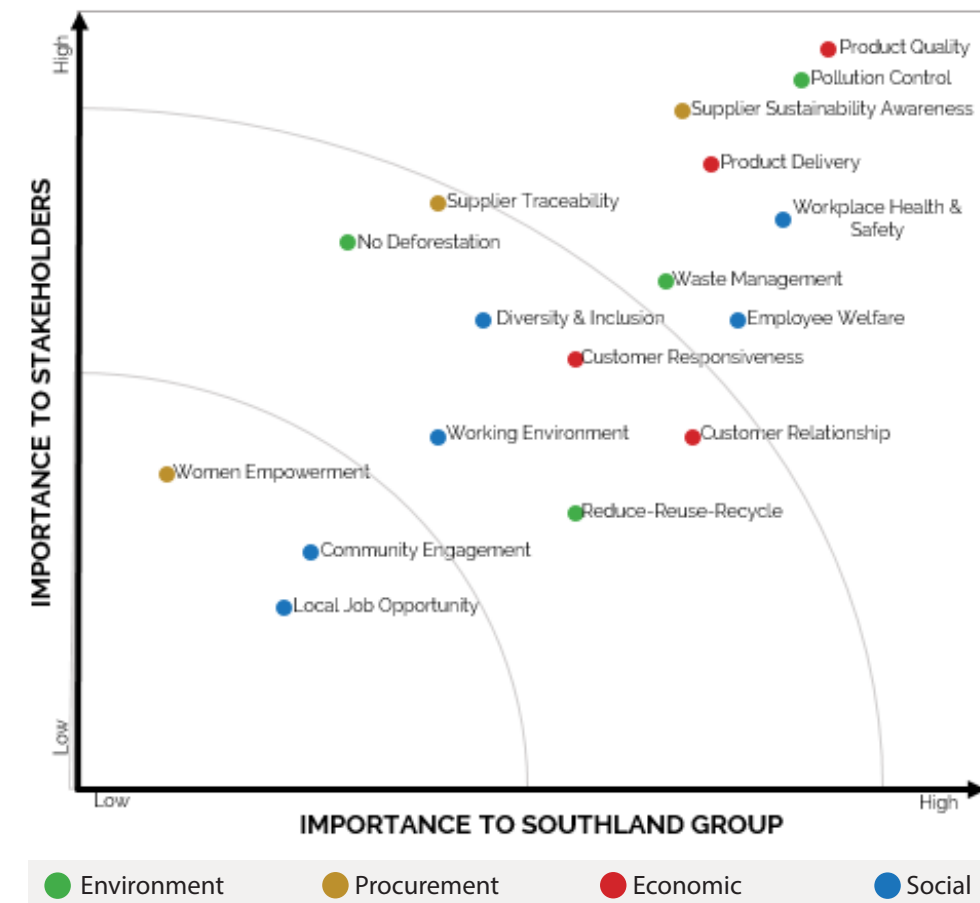 High
Product Quality
Pollution Control
Supplier Sustainability Awareness
Product Delivery
Supplier Traceability
Workplace Health &
Safety
No Deforestation
Waste Management
Diversity & Inclusion
Employee Welfare
Customer Responsiveness
Working Environment
Customer Relationship
Women Empowerment
Reduce-Reuse-Recycle
Community Engagement
Local Job Opportunity
IMPORTANCE TO STAKEHOLDERS
Low
Low
High
IMPORTANCE TO SOUTHLAND GROUP
Environment
Procurement
Economic
Social